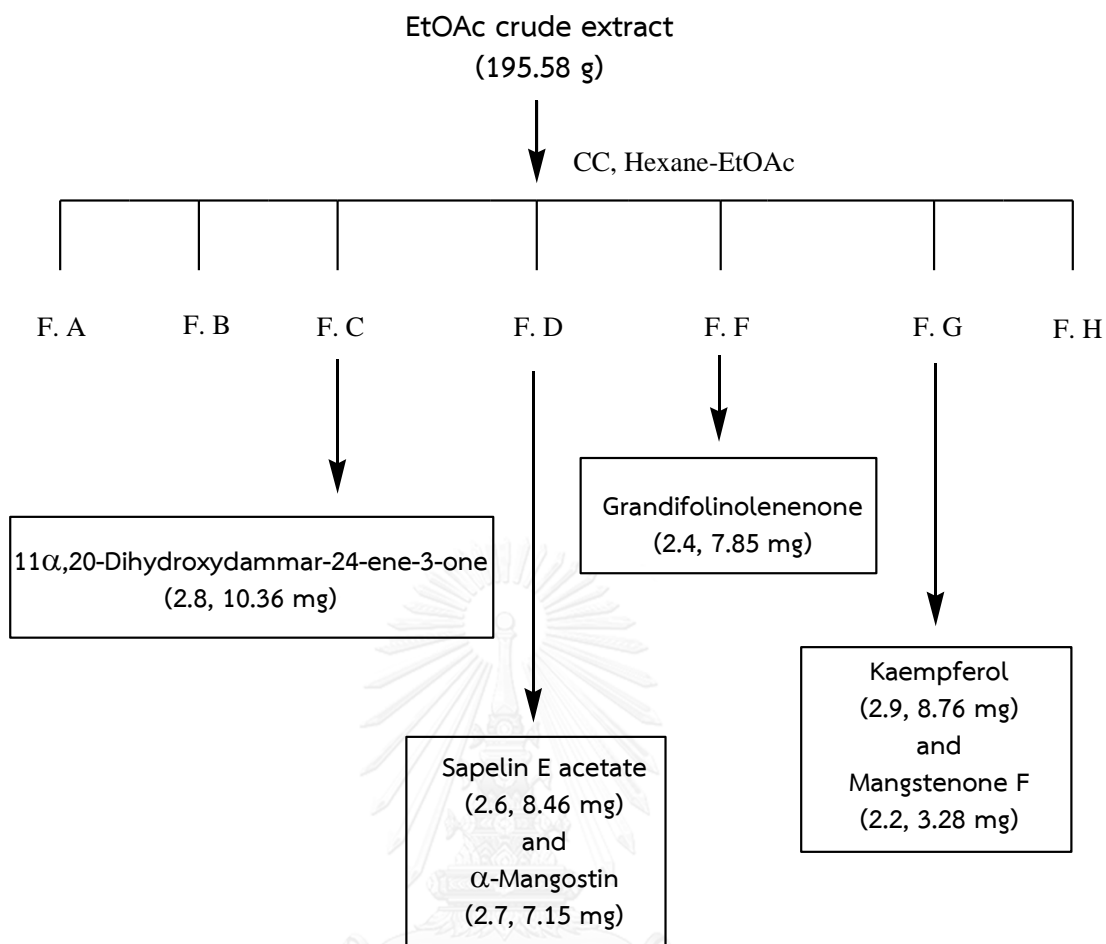 EtOAc crude extract
(195.58 g)
CC, Hexane-EtOAc
F. A
F. B
F. C
F. D
F. F
F. G
F. H
11α,20-Dihydroxydammar-24-ene-3-one
(2.8, 10.36 mg)
Grandifolinolenenone
(2.4, 7.85 mg)
Sapelin E acetate
(2.6, 8.46 mg)
and
α-Mangostin
(2.7, 7.15 mg)
Kaempferol
(2.9, 8.76 mg)
and
Mangstenone F
(2.2, 3.28 mg)